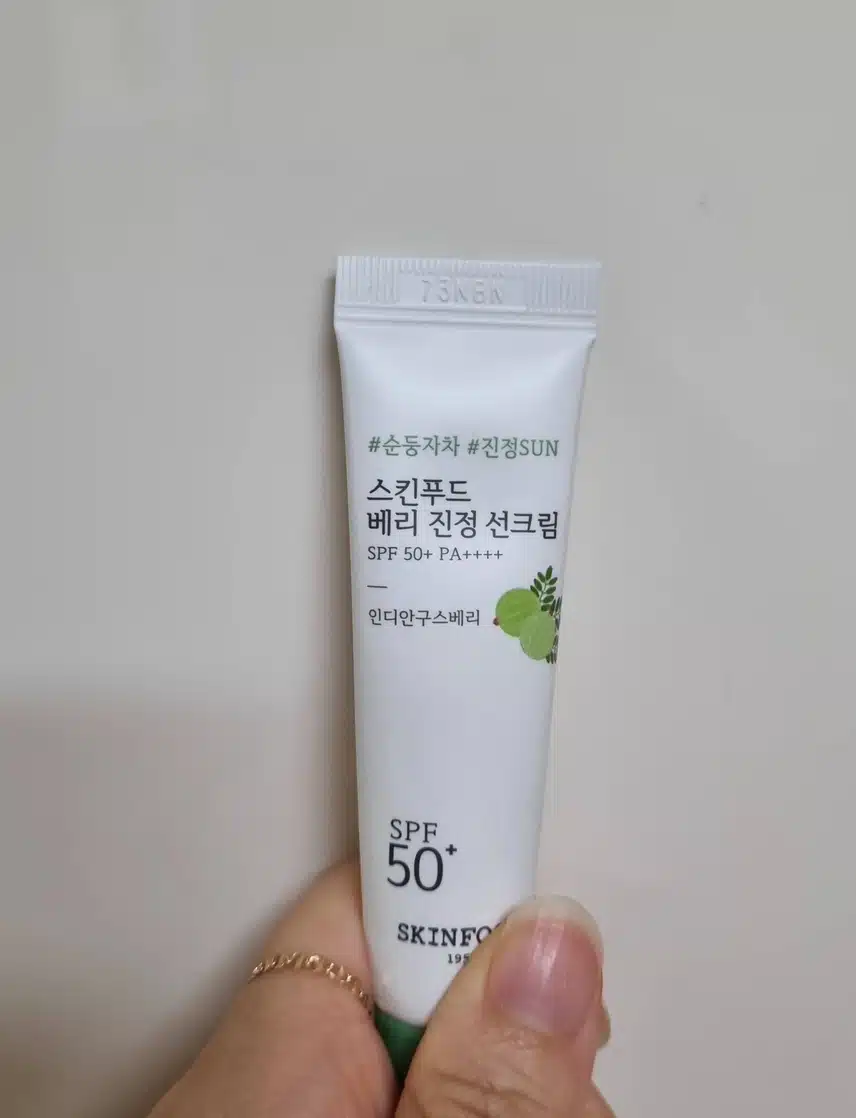 #순둥자차 #진정SUN
스킨푸드
베리 진정 선크림
SPF 50+ PA++++
인디안구스베리
SPF
50+